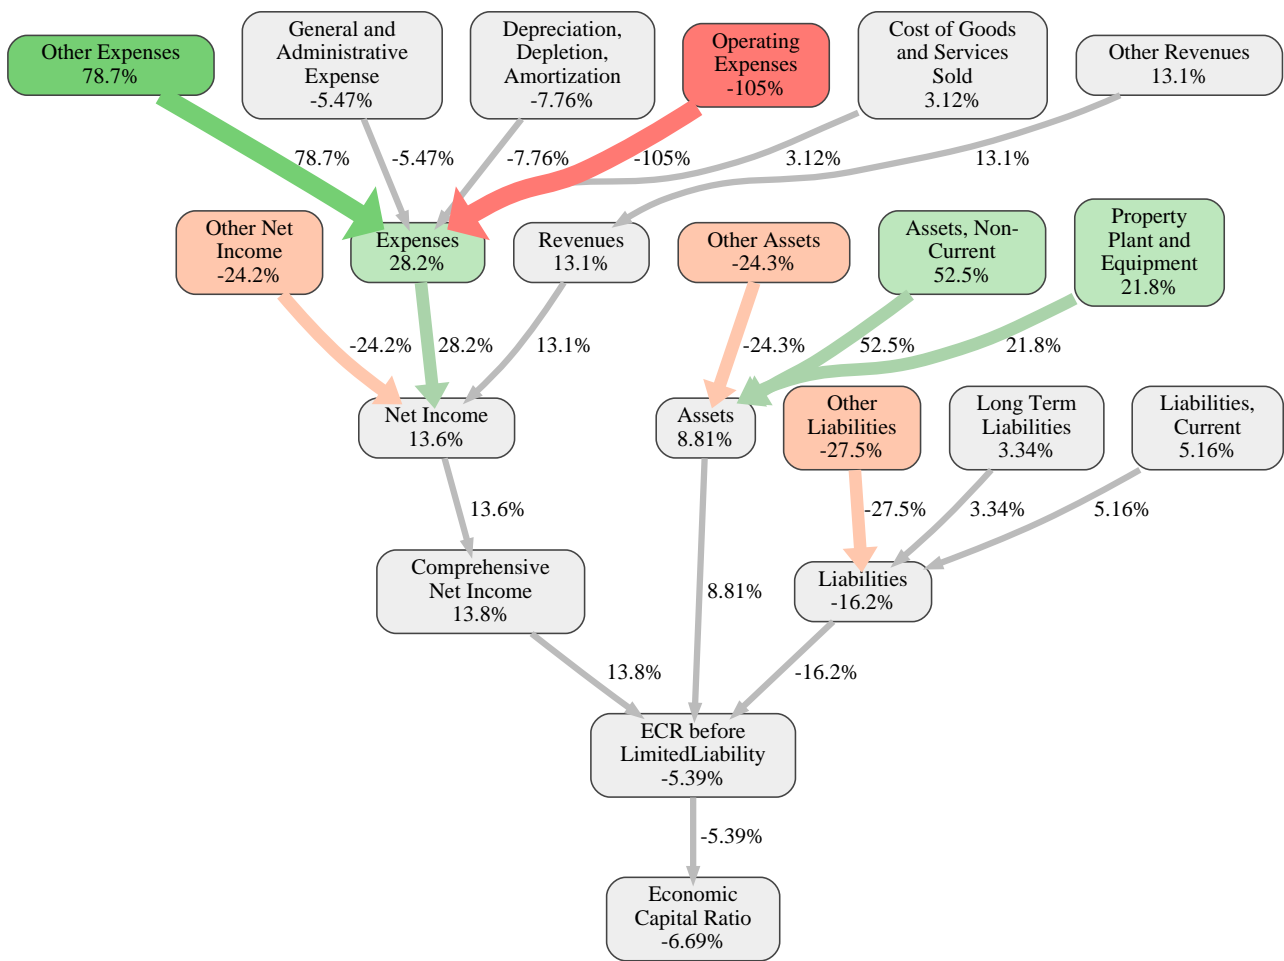 Other Expenses
78.7%
General and
Administrative
Expense
-5.47%
Depreciation,
Depletion,
Amortization
-7.76%
Operating
Expenses
-105%
Cost of Goods
and Services
Sold
3.12%
Other Revenues
13.1%
78.7%
-5.47%
-7.76%
-105%
3.12%
13.1%
Other Net
Income
-24.2%
Expenses
28.2%
Revenues
13.1%
Other Assets
-24.3%
Assets, Non-
Current
52.5%
Property
Plant and
Equipment
21.8%
-24.2%
28.2%
13.1%
-24.3%
52.5%
21.8%
Net Income
13.6%
Assets
8.81%
Other
Liabilities
-27.5%
Long Term
Liabilities
3.34%
Liabilities,
Current
5.16%
13.6%
-27.5%
3.34%
5.16%
Comprehensive
Net Income
13.8%
8.81%
Liabilities
-16.2%
13.8%
-16.2%
ECR before
LimitedLiability
-5.39%
-5.39%
Economic
Capital Ratio
-6.69%